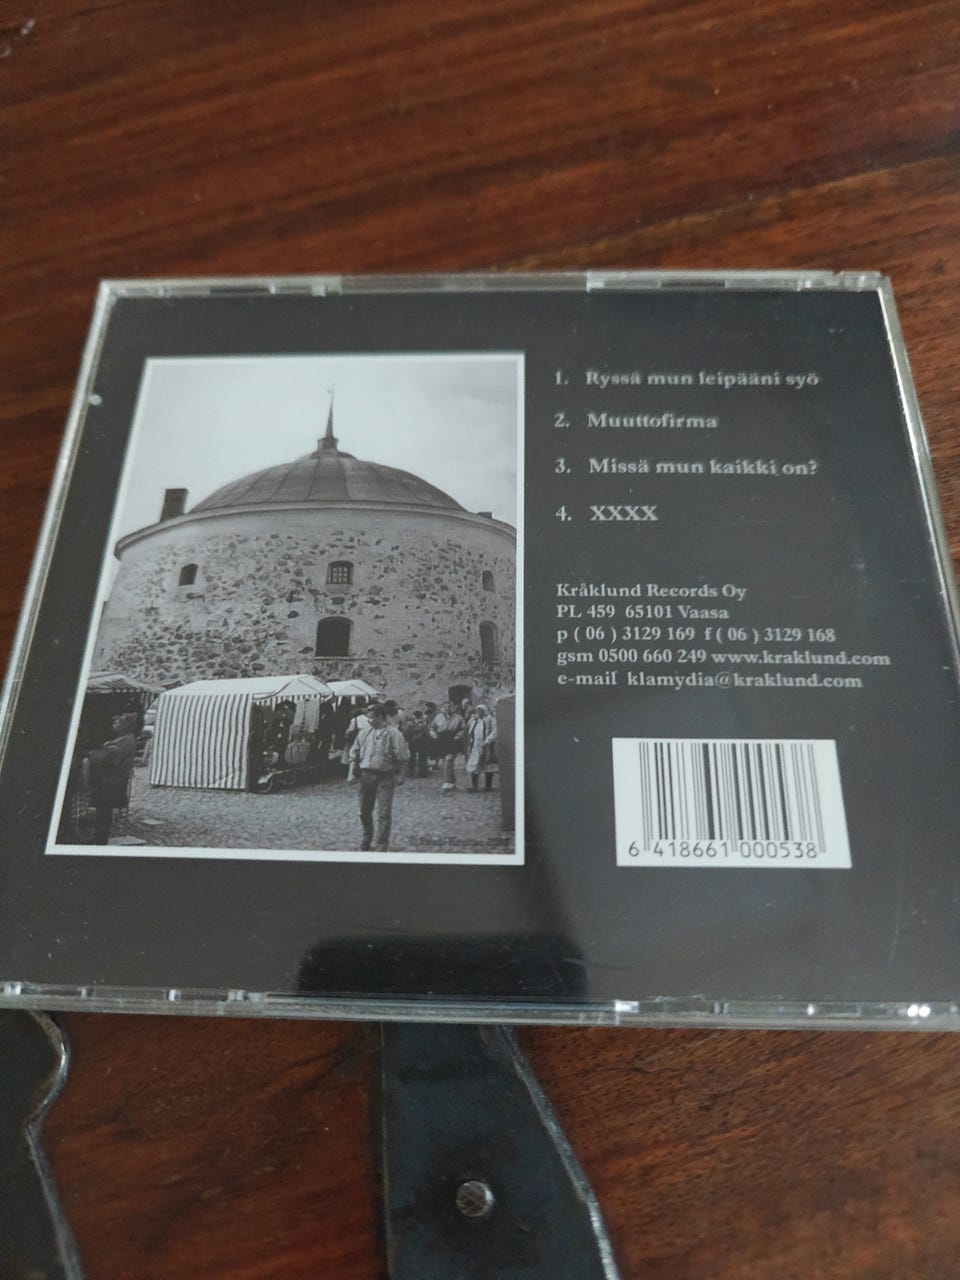 1. Ryssä mun leipääni syö
2. Muuttofirma
3. Missä mun kaikki on?
4. XXXX
Kråklund Records Oy
PL 459 65101 Vaasa
p ( 06 ) 3129 169 f ( 06 ) 3129 168
gsm 0500 660 249 www.kraklund.com
e-mail klamydia@kraklund.com
6 418661 000538